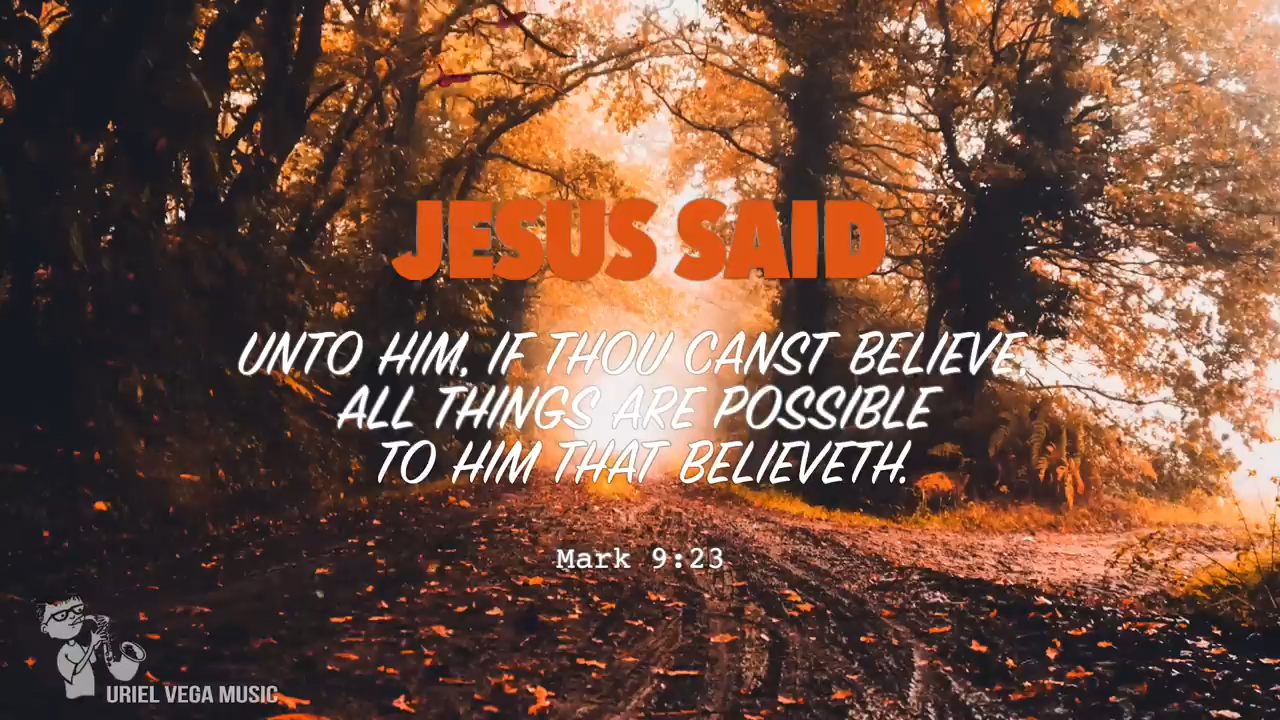 JESUS SAID
UNTO HIM, IF THOU CANST BELIEVE,
ALL THINGS ARE POSSIBLE
TO HIM THAT BELIEVETH.
Mark 9:23
URIEL VEGA MUSIC